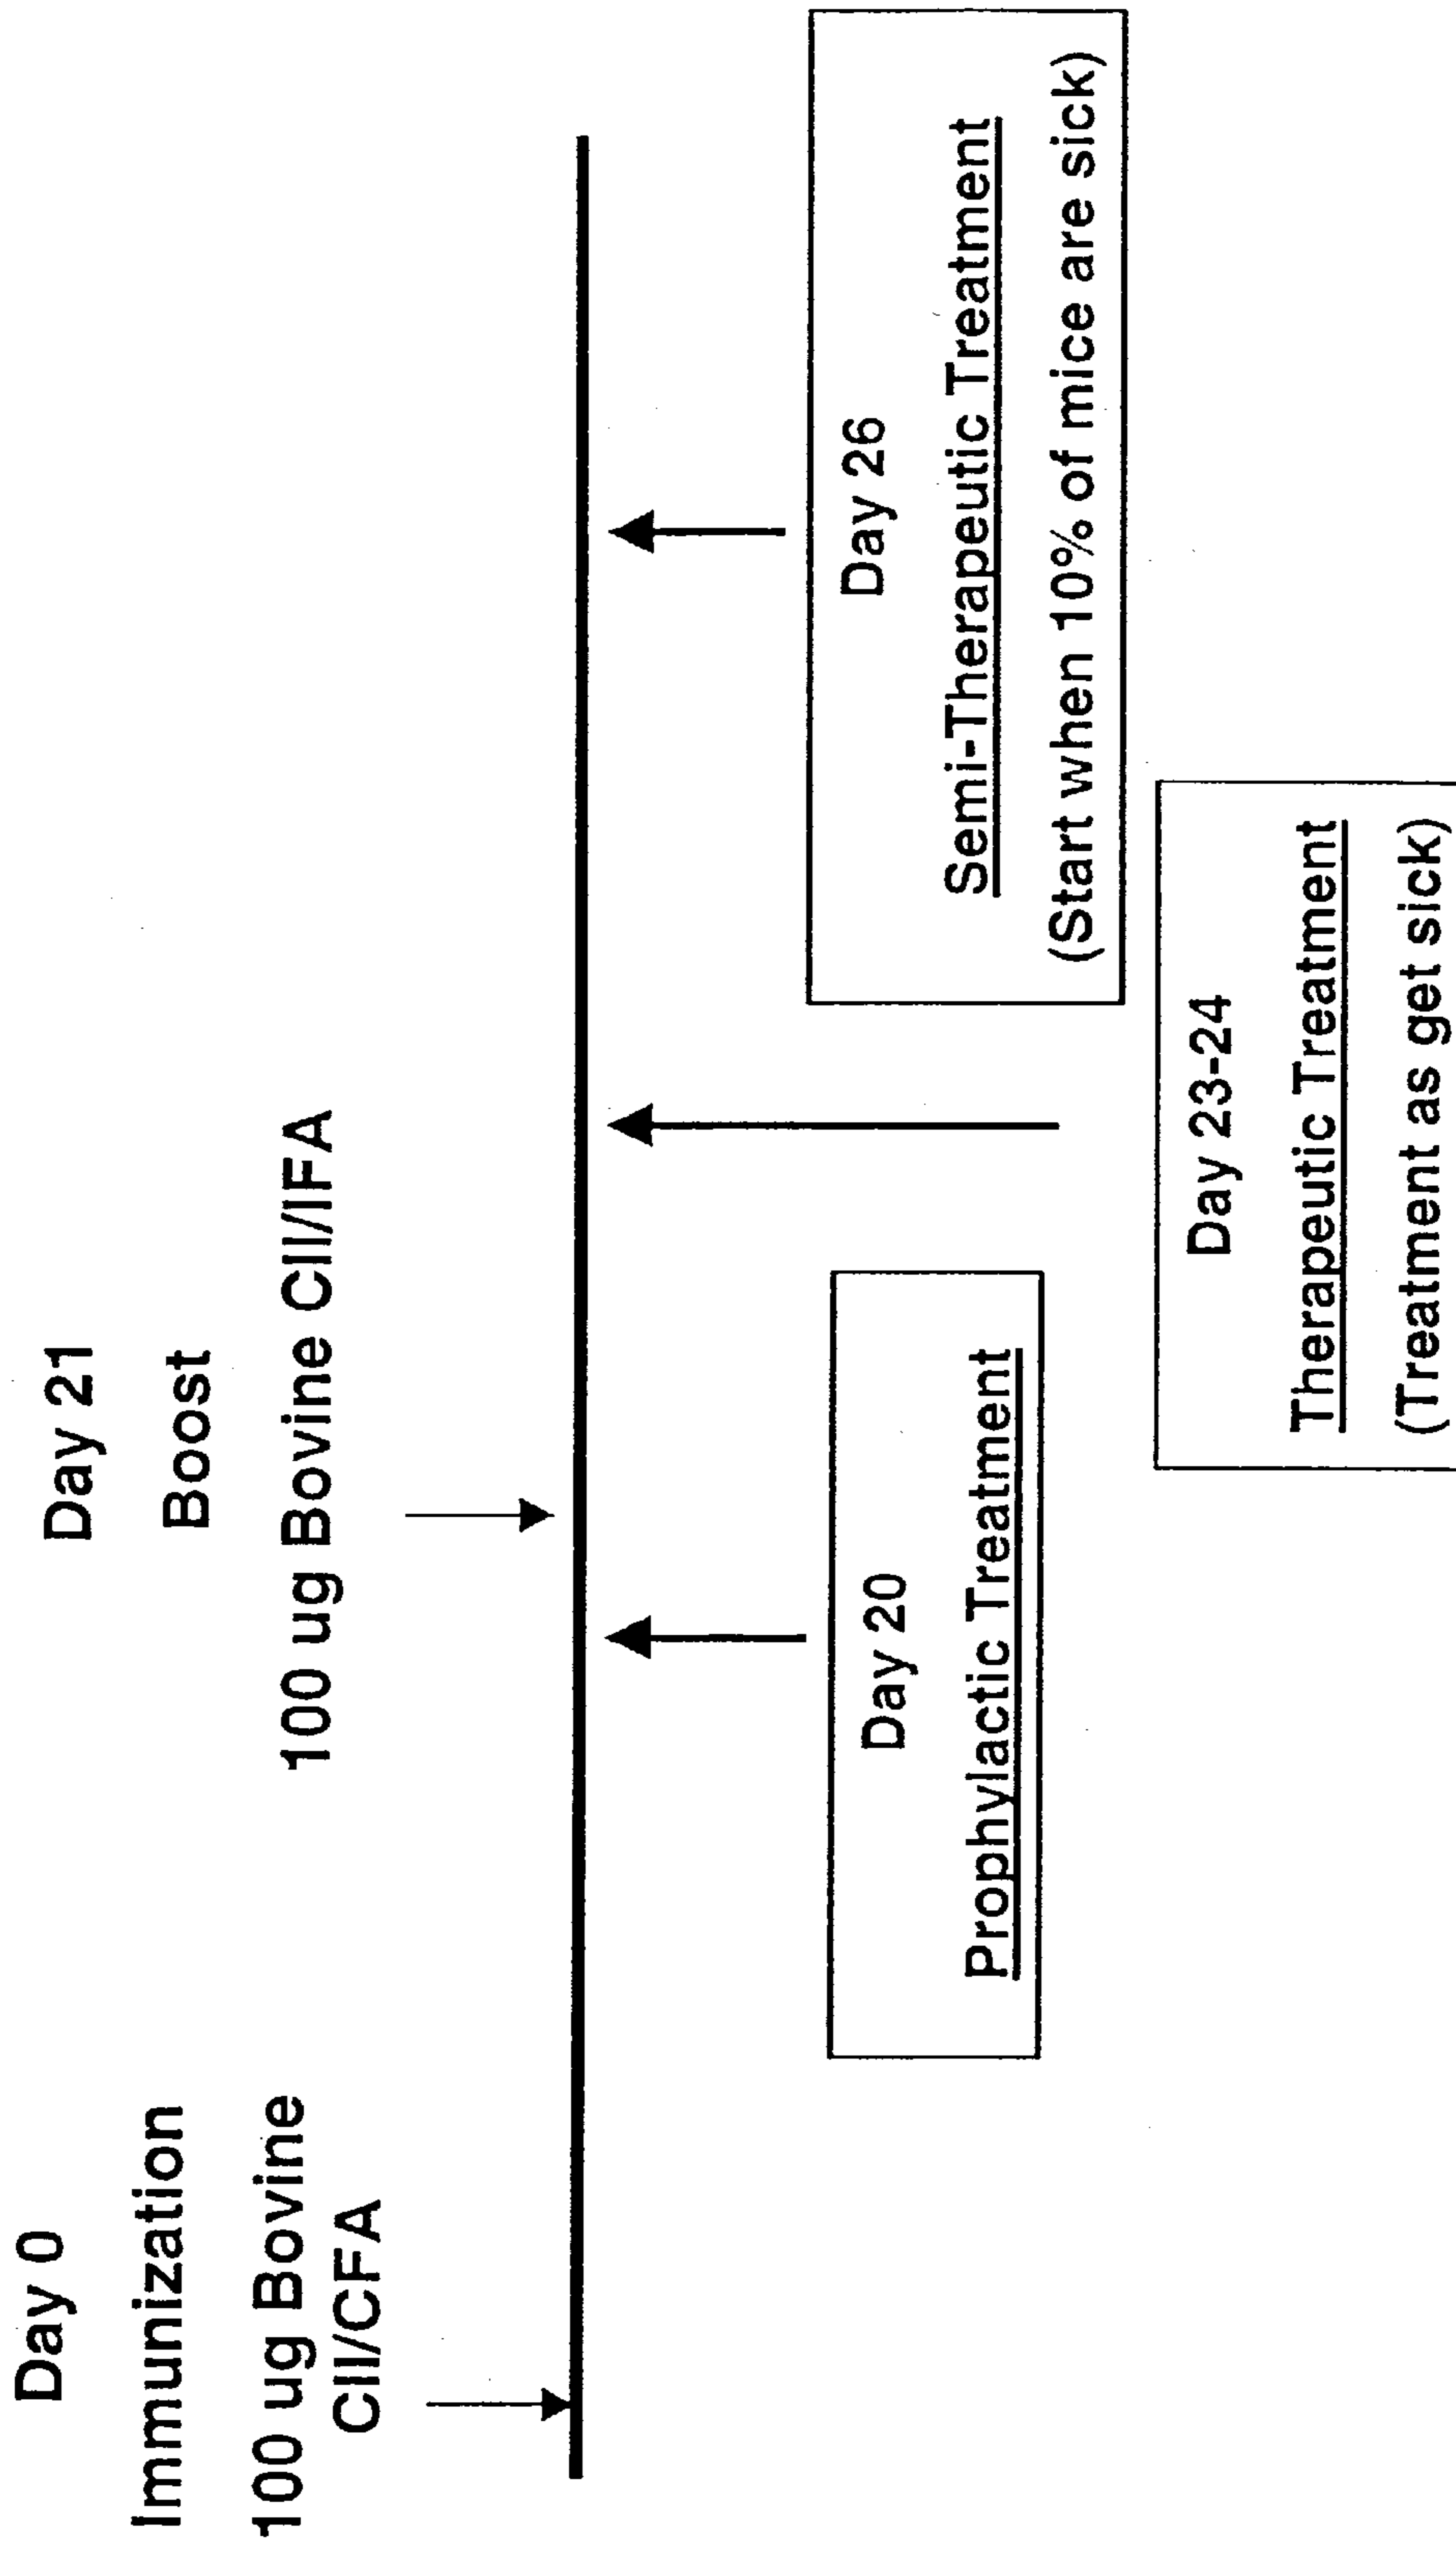 Day 0
Immunization
100 ug Bovine
CII/CFA
Day 21
Boost
100 ug Bovine CII/IFA
Day 20
Prophylactic Treatment
Day 23-24
Therapeutic Treatment
(Treatment as get sick)
Day 26
Semi-Therapeutic Treatment
(Start when 10% of mice are sick)